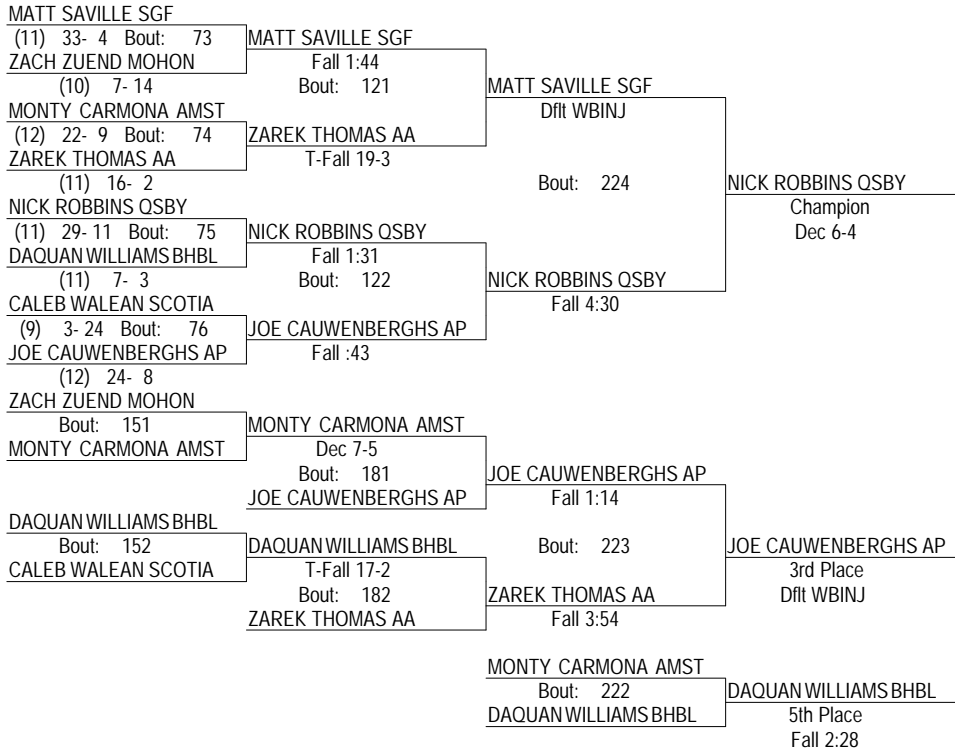 MATT SAVILLE SGF
(11) 33- 4 Bout: 73
MATT SAVILLE SGF
ZACH ZUEND MOHON
Fall 1:44
(10) 7- 14
Bout: 121
MATT SAVILLE SGF
MONTY CARMONA AMST
Dflt WBINJ
(12) 22- 9 Bout: 74
ZAREK THOMAS AA
ZAREK THOMAS AA
T-Fall 19-3
(11) 16- 2
Bout: 224
NICK ROBBINS QSBY
NICK ROBBINS QSBY
Champion
(11) 29- 11 Bout: 75
NICK ROBBINS QSBY
Dec 6-4
DAQUAN WILLIAMS BHBL
Fall 1:31
(11) 7- 3
Bout: 122
NICK ROBBINS QSBY
CALEB WALEAN SCOTIA
Fall 4:30
(9) 3- 24 Bout: 76
JOE CAUWENBERGHS AP
JOE CAUWENBERGHS AP
Fall :43
(12) 24- 8
ZACH ZUEND MOHON
Bout: 151
MONTY CARMONA AMST
MONTY CARMONA AMST
Dec 7-5
Bout: 181
JOE CAUWENBERGHS AP
JOE CAUWENBERGHS AP
Fall 1:14
DAQUAN WILLIAMS BHBL
Bout: 152
DAQUAN WILLIAMS BHBL
Bout: 223
JOE CAUWENBERGHS AP
CALEB WALEAN SCOTIA
T-Fall 17-2
3rd Place
Bout: 182
ZAREK THOMAS AA
Dflt WBINJ
ZAREK THOMAS AA
Fall 3:54
MONTY CARMONA AMST
Bout: 222
DAQUAN WILLIAMS BHBL
DAQUAN WILLIAMS BHBL
5th Place
Fall 2:28